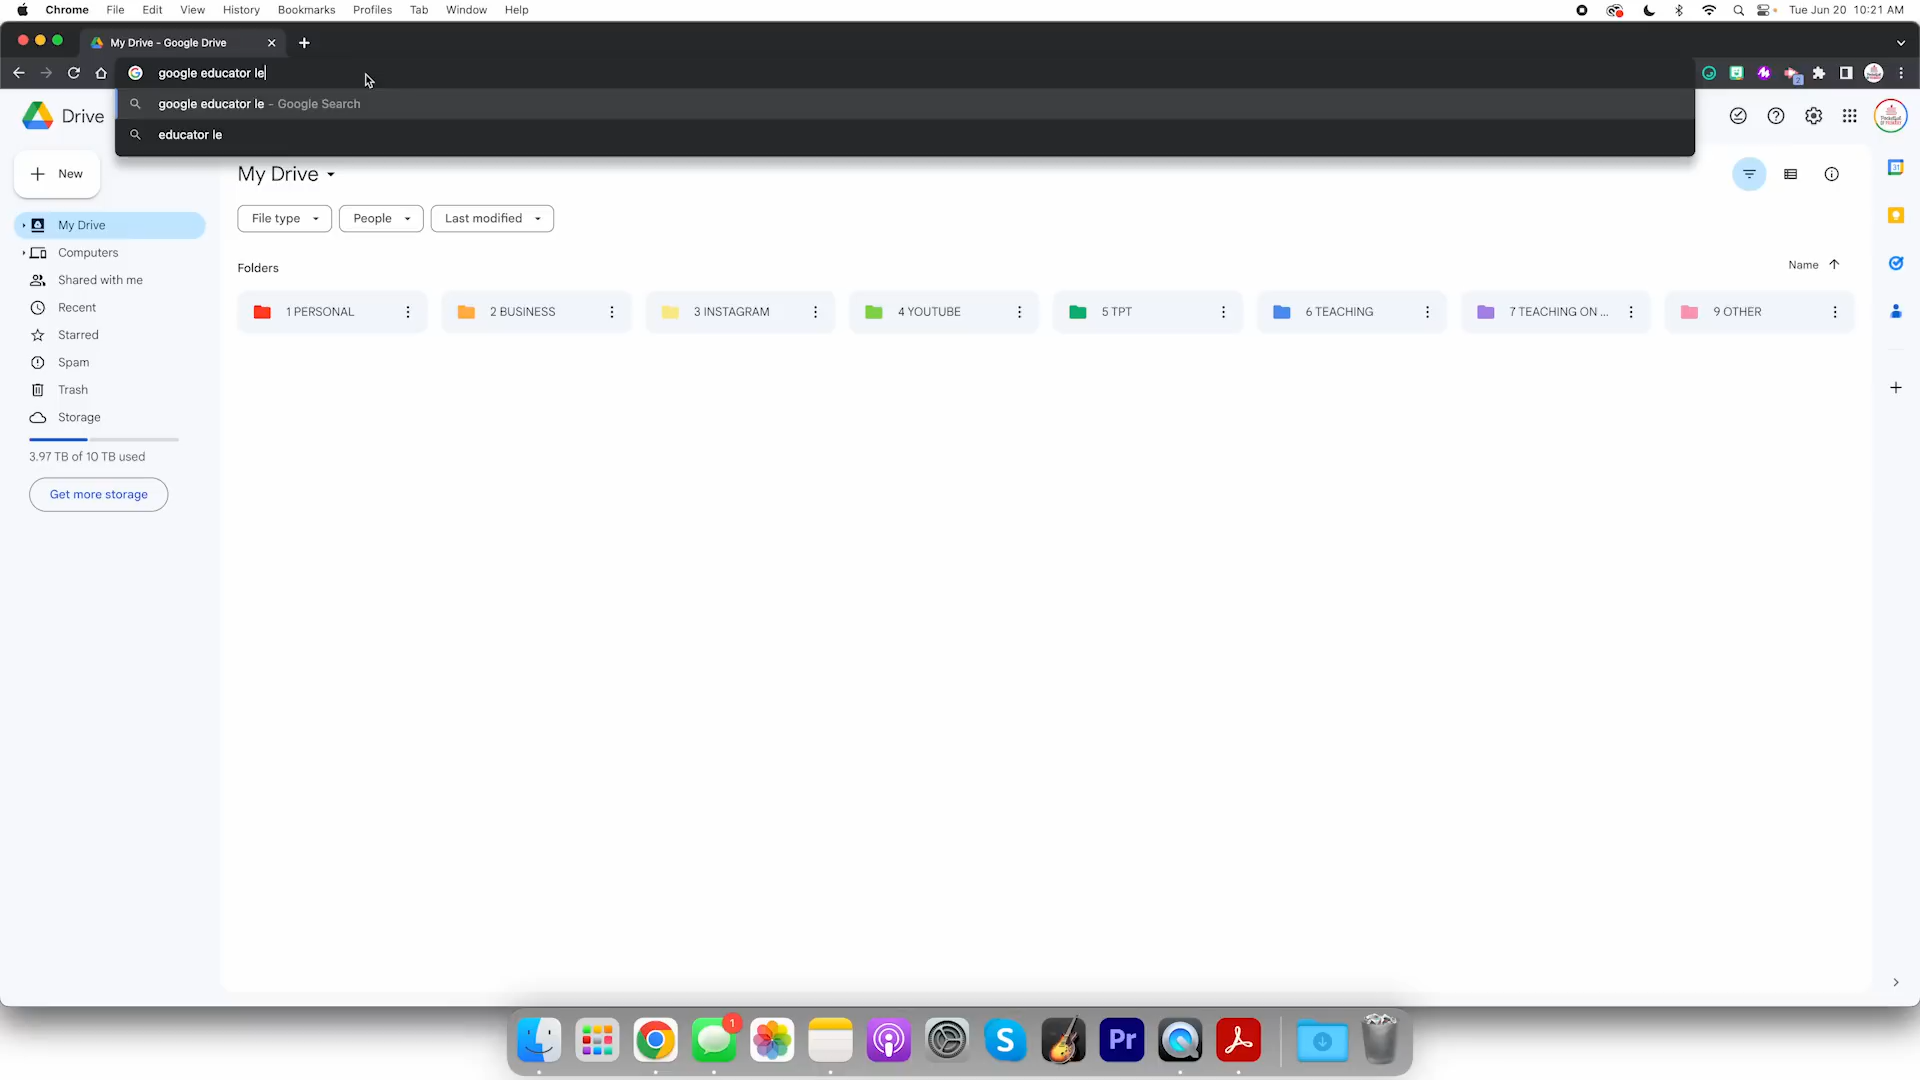 Chrome File Edit View History Bookmarks Profiles Tab Window Help
Tue Jun 20 10:21 AM
My Drive - Google Drive
google educator le
google educator le - Google Search
educator le
Drive
New
My Drive
Computers
Shared with me
Recent
Starred
Spam
Trash
Storage
3.97 TB of 10 TB used
Get more storage
My Drive
File type People Last modified
Folders
Name
1 PERSONAL 2 BUSINESS 3 INSTAGRAM 4 YOUTUBE 5 TPT 6 TEACHING 7 TEACHING ON ... 9 OTHER
31
2
1
S
Pr